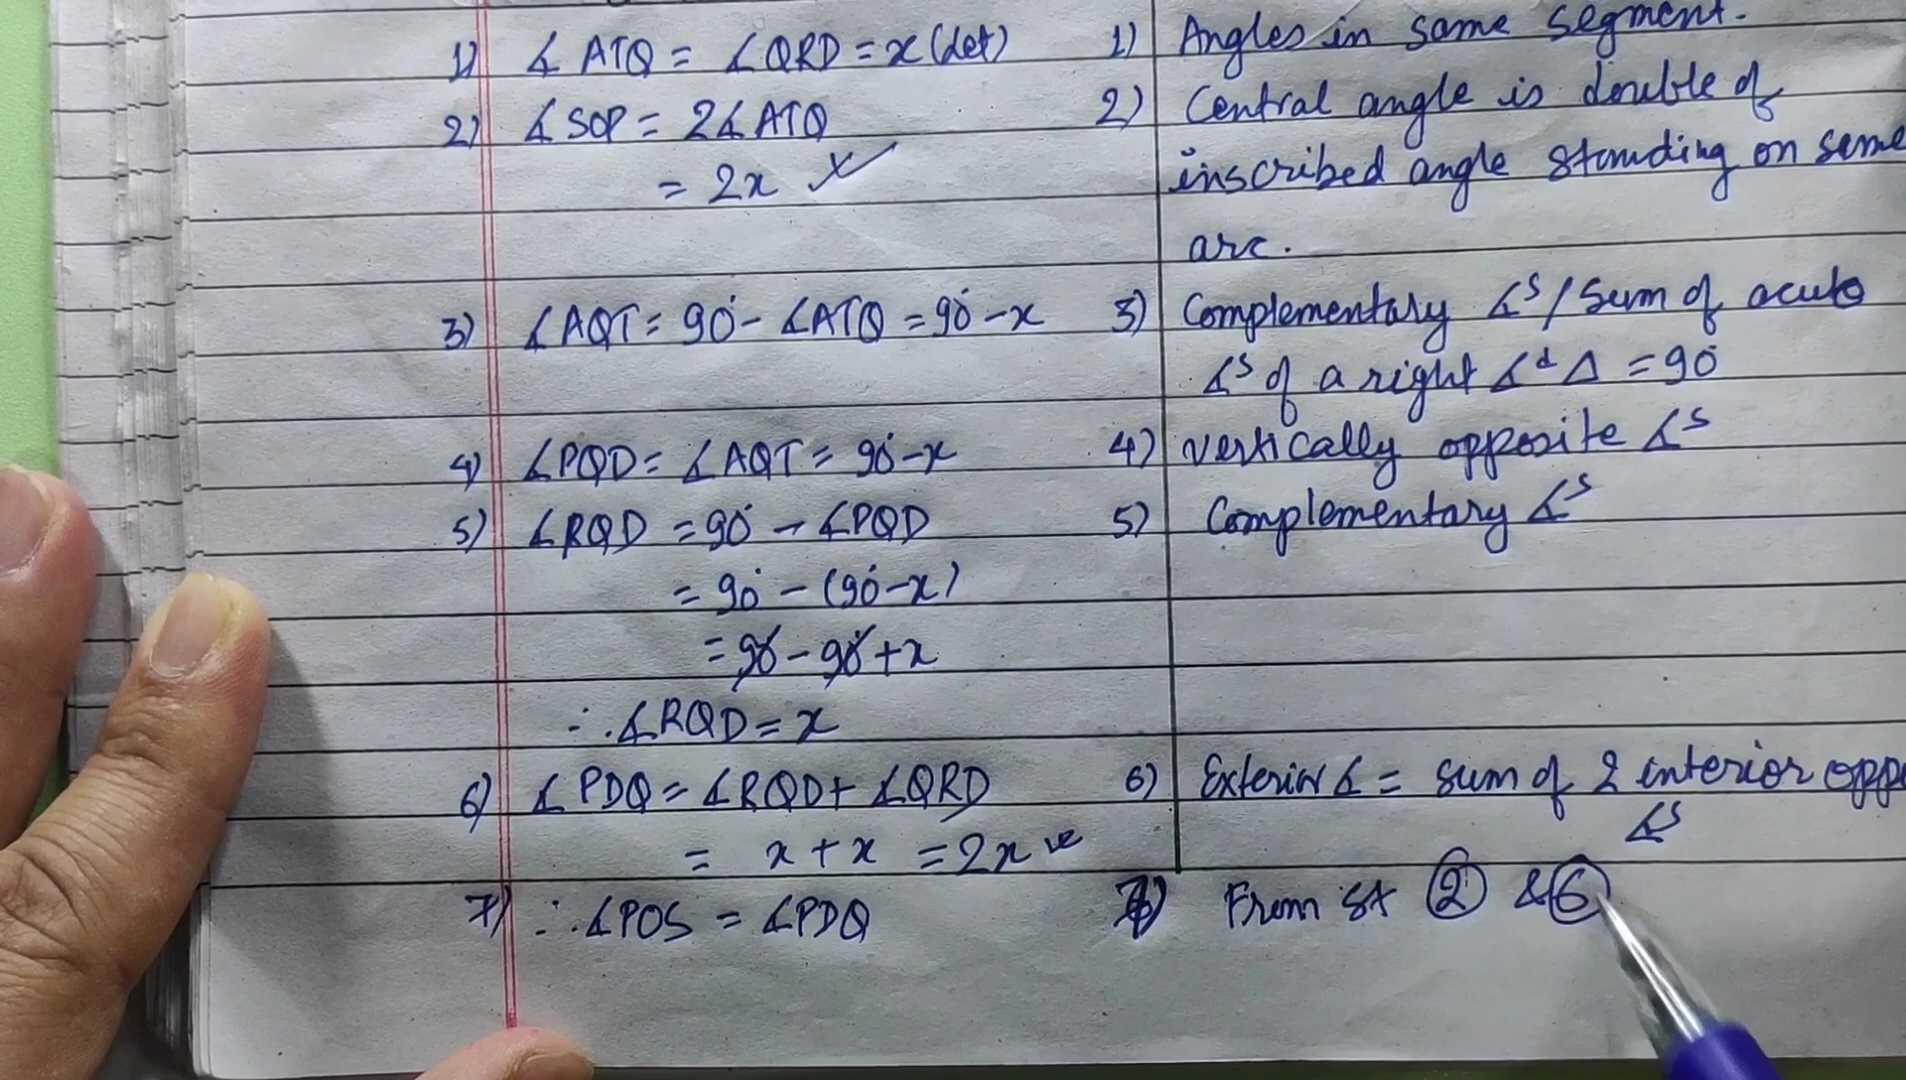 1) ∡ATQ = ∡QRD = x (let) 1) Angles in same segment.
2) ∡SOP = 2∡ATQ 2) Central angle is double of
= 2x inscribed angle standing on same
arc.
3) ∡AQT = 90° - ∡ATQ = 90° - x 3) Complementary ∡s / Sum of acute
∡s of a right ∡d Δ = 90°
4) ∡PQD = ∡AQT = 90° - x 4) vertically opposite ∡s
5) ∡RQD = 90° - ∡PQD 5) Complementary ∡s
= 90° - (90° - x)
= 90° - 90° + x
∴ ∡RQD = x
6) ∡PDQ = ∡RQD + ∡QRD 6) Exterior ∡ = sum of 2 interior oppo
∡s
= x + x = 2x
7) ∴ ∡POS = ∡PDQ 7) From st ② & ⑥